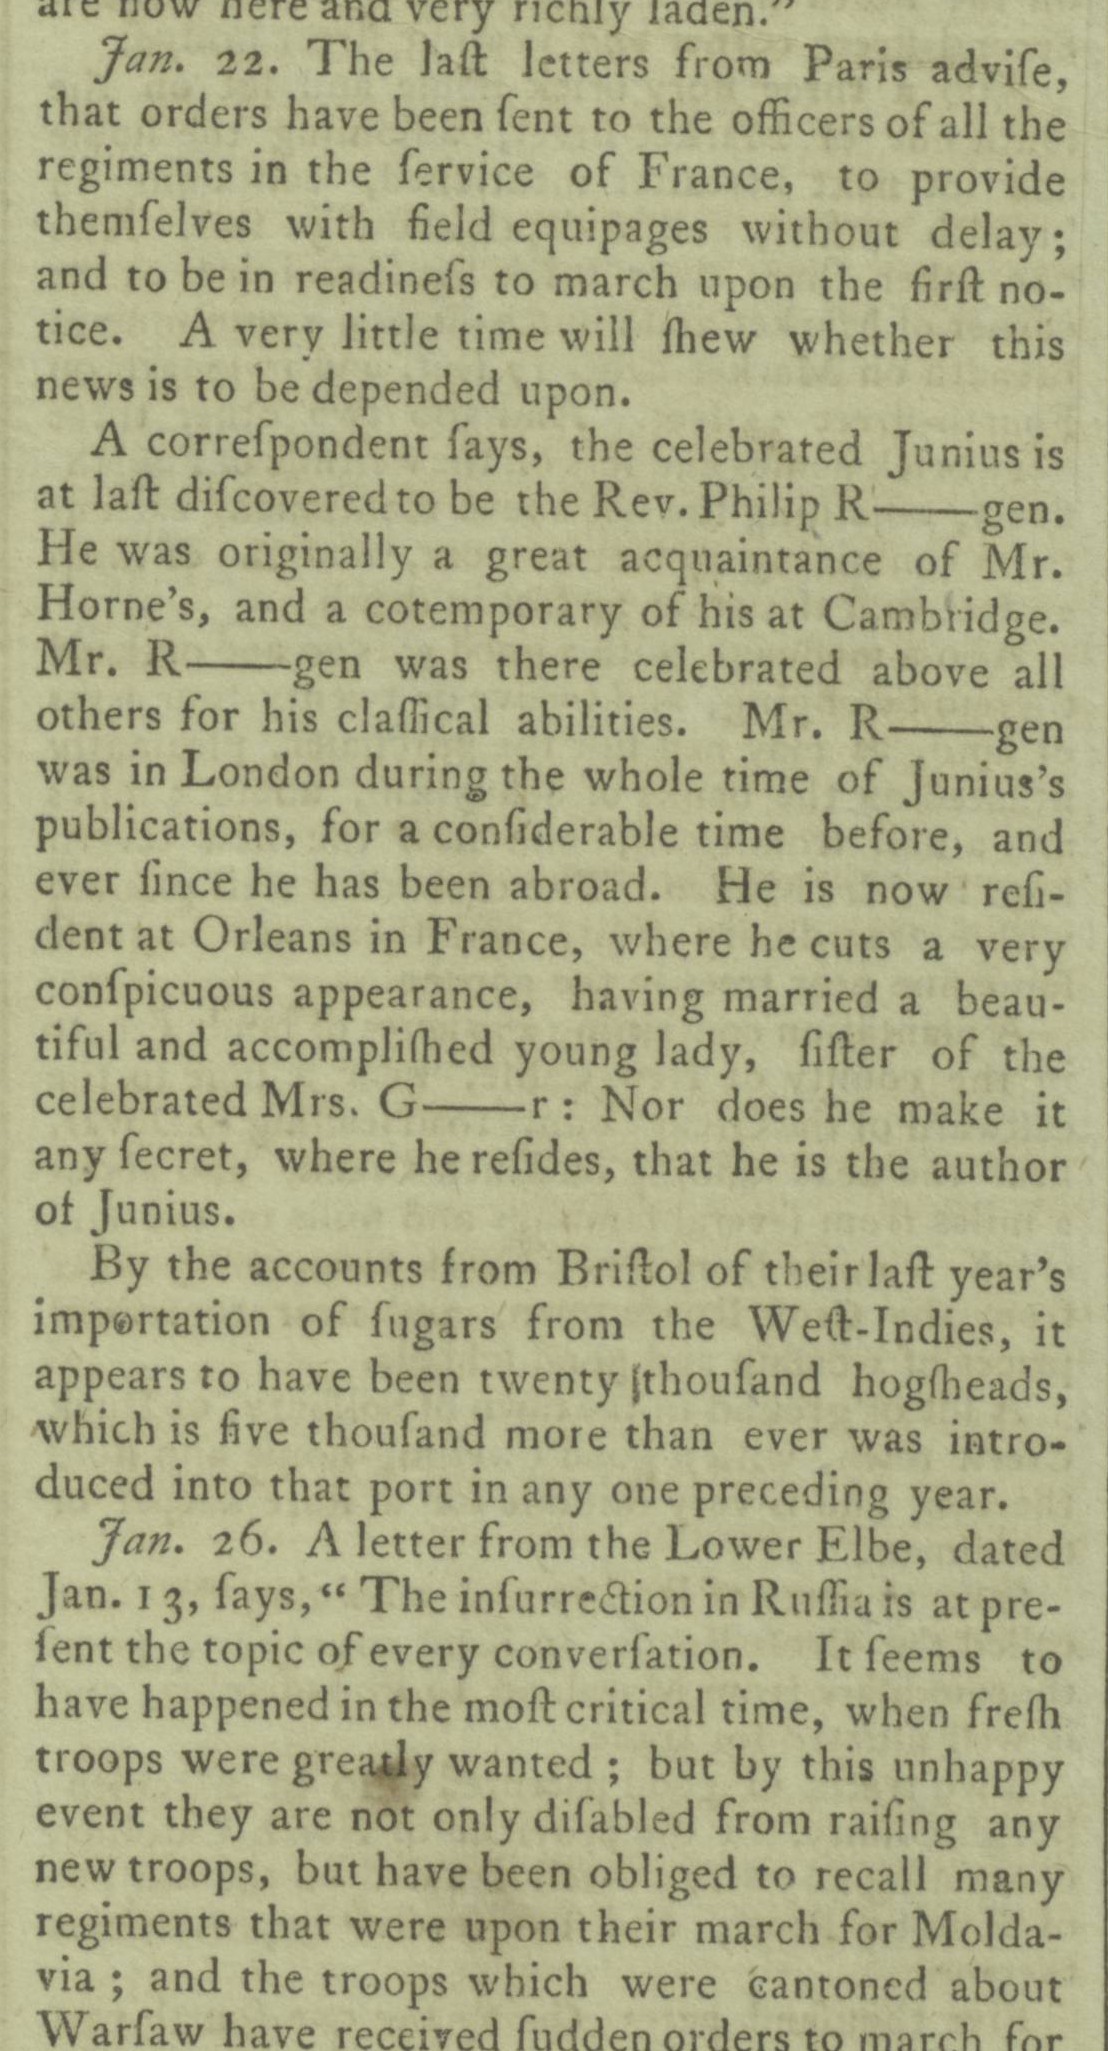 are now here and very richly laden."
Jan. 22. The laſt letters from Paris adviſe,
that orders have been ſent to the officers of all the
regiments in the ſervice of France, to provide
themſelves with field equipages without delay;
and to be in readineſs to march upon the firſt no-
tice. A very little time will ſhew whether this
news is to be depended upon.
A correſpondent ſays, the celebrated Junius is
at laſt diſcovered to be the Rev. Philip R——gen.
He was originally a great acquaintance of Mr.
Horne's, and a cotemporary of his at Cambridge.
Mr. R——gen was there celebrated above all
others for his claſſical abilities. Mr. R——gen
was in London during the whole time of Junius's
publications, for a conſiderable time before, and
ever ſince he has been abroad. He is now reſi-
dent at Orleans in France, where he cuts a very
conſpicuous appearance, having married a beau-
tiful and accompliſhed young lady, ſiſter of the
celebrated Mrs. G——r: Nor does he make it
any ſecret, where he reſides, that he is the author
of Junius.
By the accounts from Briſtol of their laſt year's
importation of ſugars from the Weſt-Indies, it
appears to have been twenty thouſand hogſheads,
which is five thouſand more than ever was intro-
duced into that port in any one preceding year.
Jan. 26. A letter from the Lower Elbe, dated
Jan. 13, ſays, "The inſurrection in Ruſſia is at pre-
ſent the topic of every converſation. It ſeems to
have happened in the moſt critical time, when freſh
troops were greatly wanted; but by this unhappy
event they are not only diſabled from raiſing any
new troops, but have been obliged to recall many
regiments that were upon their march for Molda-
via; and the troops which were cantoned about
Warſaw have received ſudden orders to march for